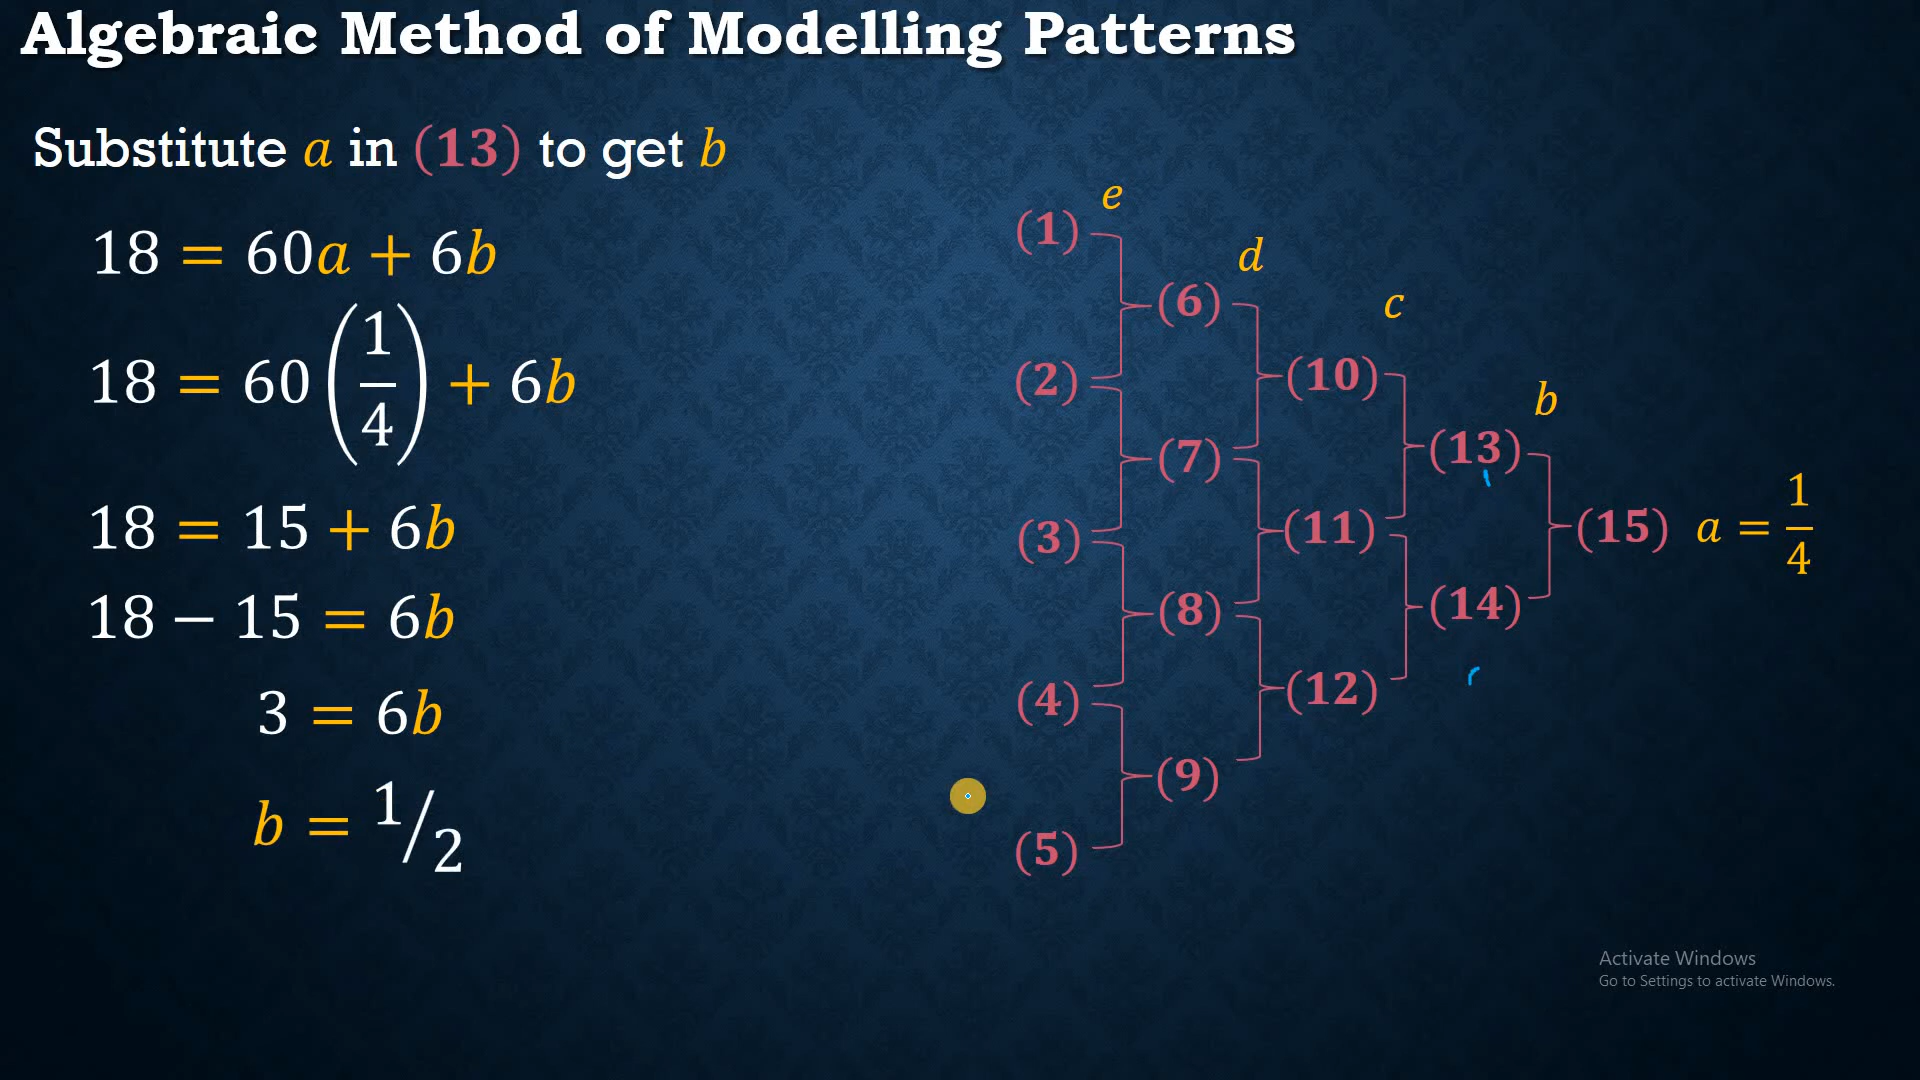 Algebraic Method of Modelling Patterns
Substitute a in (13) to get b
18 = 60a + 6b
18 = 60(1/4) + 6b
18 = 15 + 6b
18 − 15 = 6b
3 = 6b
b = 1/2
e
(1)
d
(6)
c
(2)
(10)
b
(7)
(13)
(3)
(11)
(15) a = 1/4
(8)
(14)
(4)
(12)
(9)
(5)
Activate Windows
Go to Settings to activate Windows.